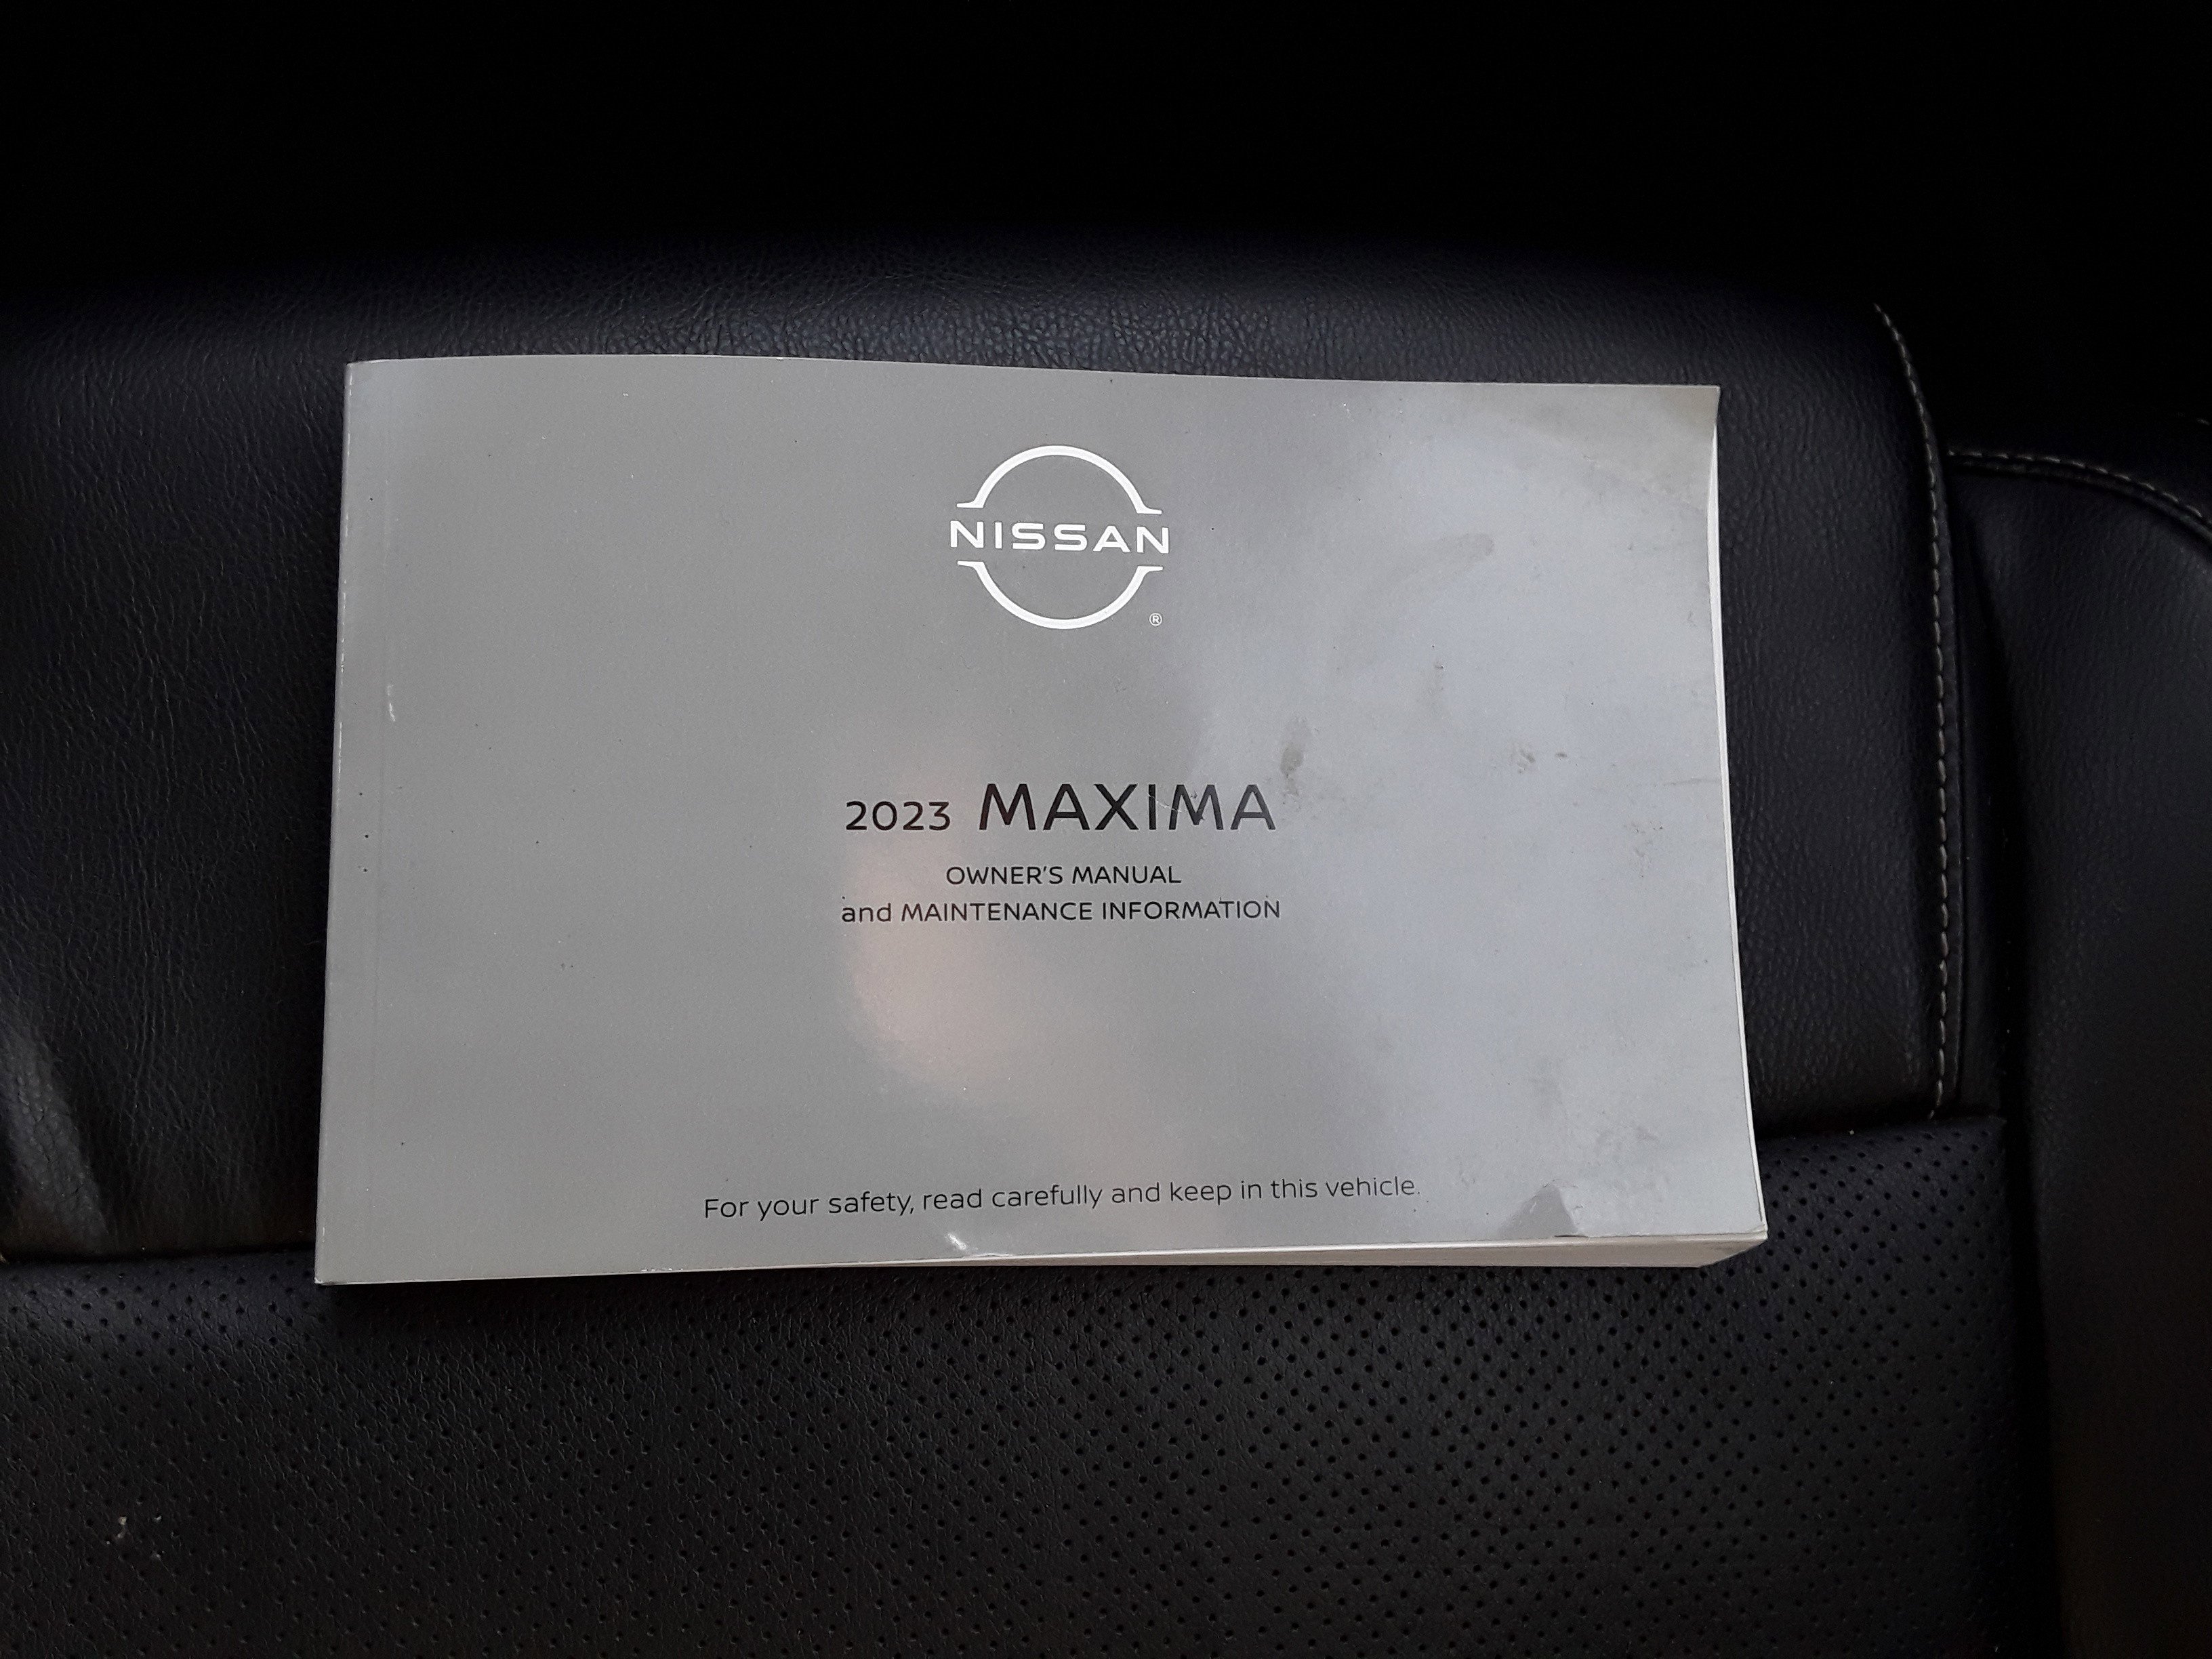 NISSAN
®
2023 MAXIMA
OWNER'S MANUAL
and MAINTENANCE INFORMATION
For your safety, read carefully and keep in this vehicle.